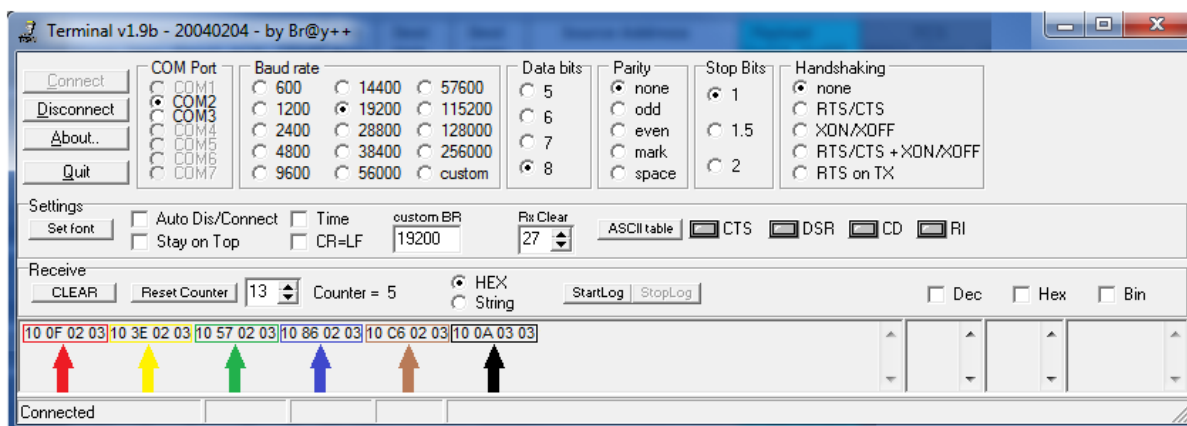 Terminal v1.9b - 20040204 - by Br@y++
Connect
Disconnect
About..
Quit
COM Port
COM1
COM2
COM3
COM4
COM5
COM6
COM7
Baud rate
600 14400 57600
1200 19200 115200
2400 28800 128000
4800 38400 256000
9600 56000 custom
Data bits
5
6
7
8
Parity
none
odd
even
mark
space
Stop Bits
1
1.5
2
Handshaking
none
RTS/CTS
XON/XOFF
RTS/CTS + XON/XOFF
RTS on TX
Settings
Set font
Auto Dis/Connect
Stay on Top
Time
CR=LF
custom BR
19200
Rx Clear
27
ASCII table
CTS DSR CD RI
Receive
CLEAR Reset Counter 13 Counter = 5
HEX
String
StartLog StopLog
Dec Hex Bin
10 0F 02 03 10 3E 02 03 10 57 02 03 10 86 02 03 10 C6 02 03 10 0A 03 03
Connected